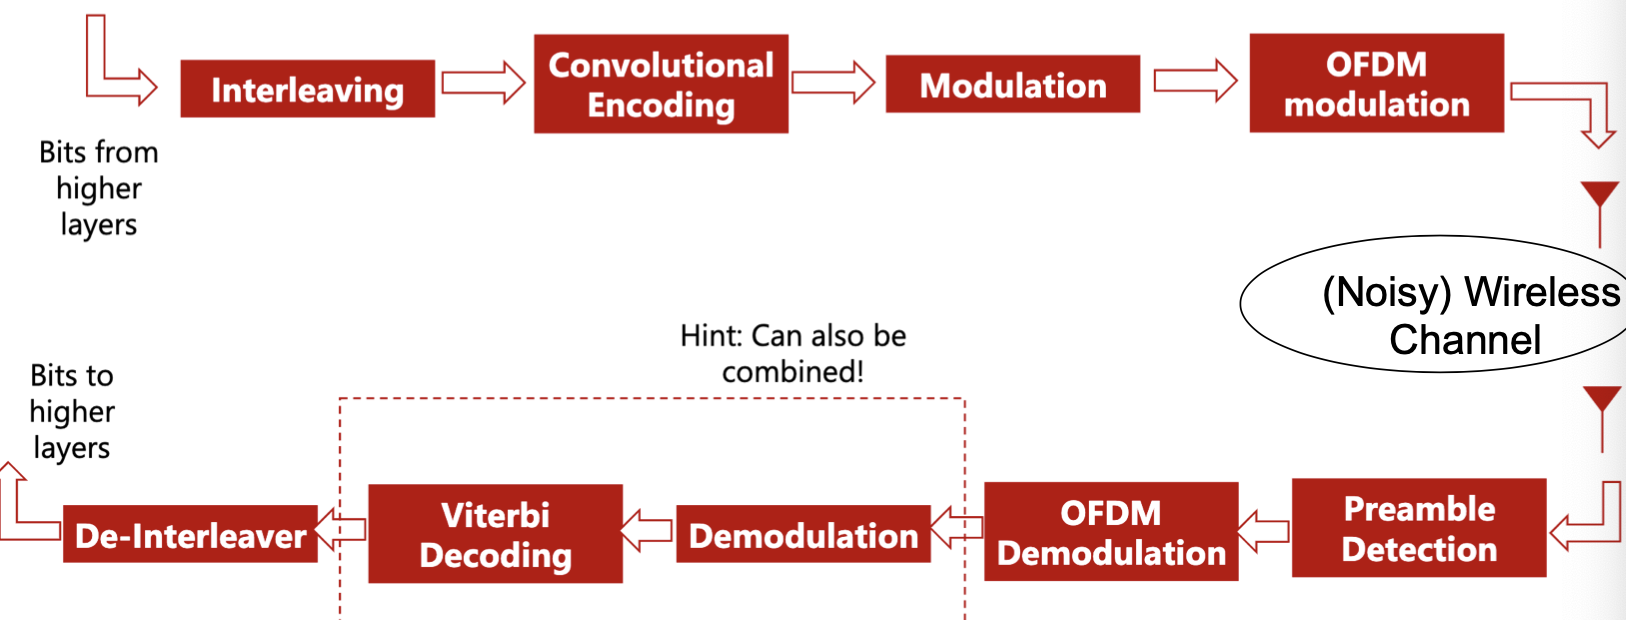 Interleaving
Convolutional
Encoding
Modulation
OFDM
modulation
Bits from
higher
layers
(Noisy) Wireless
Channel
Hint: Can also be
combined!
Bits to
higher
layers
De-Interleaver
Viterbi
Decoding
Demodulation
OFDM
Demodulation
Preamble
Detection